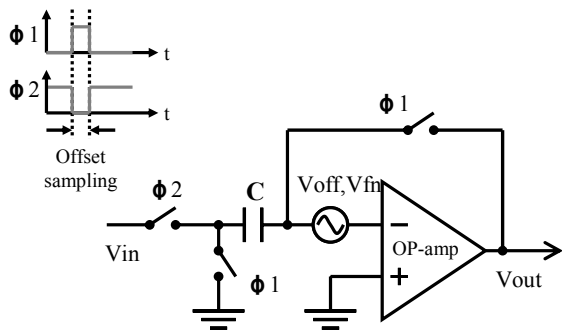 ϕ1
t
ϕ2
t
Offset
sampling
ϕ1
ϕ2
C
Voff,Vfn
−
OP-amp
Vin
+
ϕ1
Vout